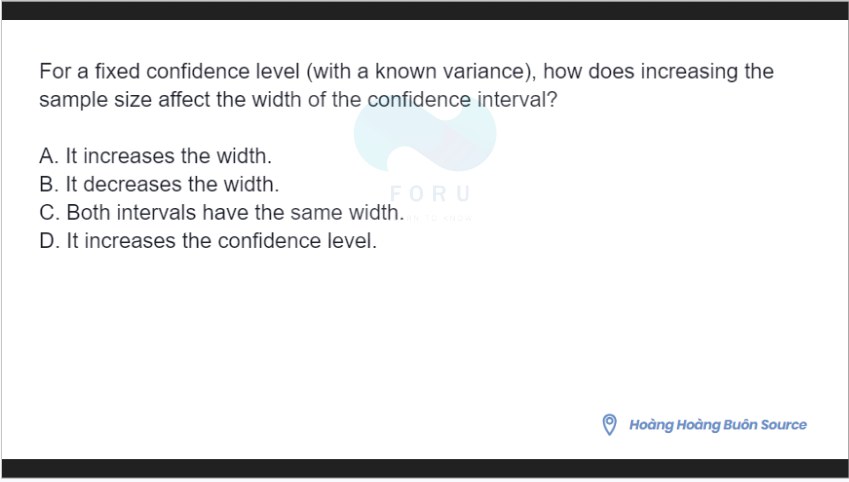 For a fixed confidence level (with a known variance), how does increasing the
sample size affect the width of the confidence interval?
A. It increases the width.
B. It decreases the width.
C. Both intervals have the same width.
D. It increases the confidence level.
FORU
Hoàng Hoàng Buôn Source